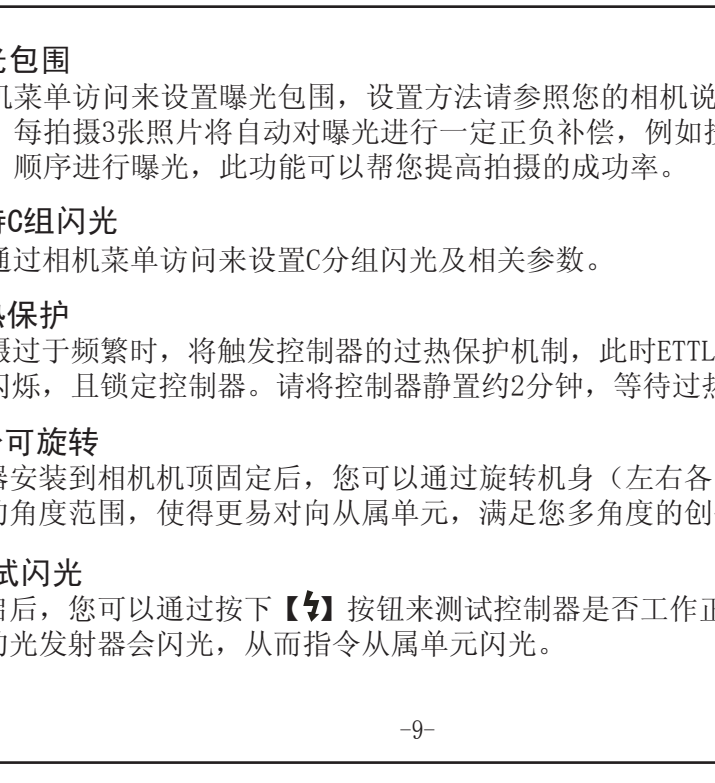 包围
机菜单访问来设置曝光包围，设置方法请参照您的相机说
每拍摄3张照片将自动对曝光进行一定正负补偿，例如
顺序进行曝光，此功能可以帮您提高拍摄的成功率。
持C组闪光
通过相机菜单访问来设置C分组闪光及相关参数。
热保护
摄过于频繁时，将触发控制器的过热保护机制，此时ETTL
闪烁，且锁定控制器。请将控制器静置约2分钟，等待过热
可旋转
器安装到相机机顶固定后，您可以通过旋转机身（左右各
的角度范围，使得更易对向从属单元，满足您多角度的创
试闪光
启后，您可以通过按下【】按钮来测试控制器是否工作正
的光发射器会闪光，从而指令从属单元闪光。
-9-